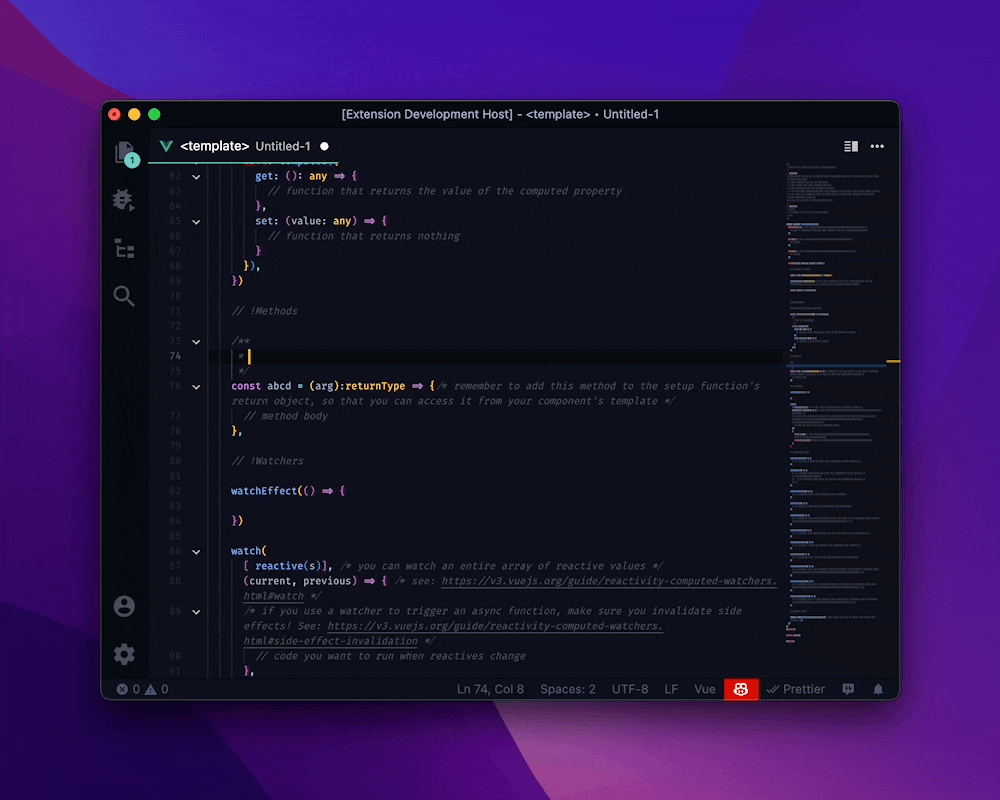 [Extension Development Host] - <template> • Untitled-1
<template> Untitled-1
1
62 get: (): any ⇒ {
63 // function that returns the value of the computed property
64 },
65 set: (value: any) ⇒ {
66 // function that returns nothing
67 }
68 }),
69 })
70
71 // !Methods
72
73 /**
74 *
75 */
76 const abcd = (arg):returnType ⇒ {/* remember to add this method to the setup function's
return object, so that you can access it from your component's template */
77 // method body
78 },
79
80 // !Watchers
81
82 watchEffect(() ⇒ {
83
84 })
85
86 watch(
87 [ reactive(s)], /* you can watch an entire array of reactive values */
88 (current, previous) ⇒ { /* see: https://v3.vuejs.org/guide/reactivity-computed-watchers.
html#watch */
89 /* if you use a watcher to trigger an async function, make sure you invalidate side
effects! See: https://v3.vuejs.org/guide/reactivity-computed-watchers.
html#side-effect-invalidation */
90 // code you want to run when reactives change
91 },
0 0 Ln 74, Col 8 Spaces: 2 UTF-8 LF Vue Prettier